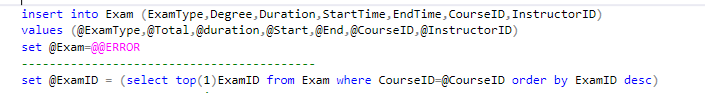 insert into Exam (ExamType,Degree,Duration,StartTime,EndTime,CourseID,InstructorID)
values (@ExamType,@Total,@duration,@Start,@End,@CourseID,@InstructorID)
set @Exam=@@ERROR
------------------------------------------
set @ExamID = (select top(1)ExamID from Exam where CourseID=@CourseID order by ExamID desc)